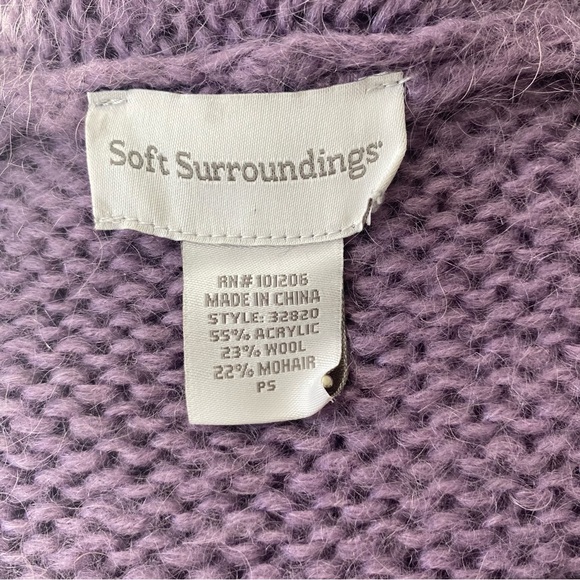 Soft Surroundings
RN# 101206
MADE IN CHINA
STYLE: 32820
55% ACRYLIC
23% WOOL
22% MOHAIR
PS